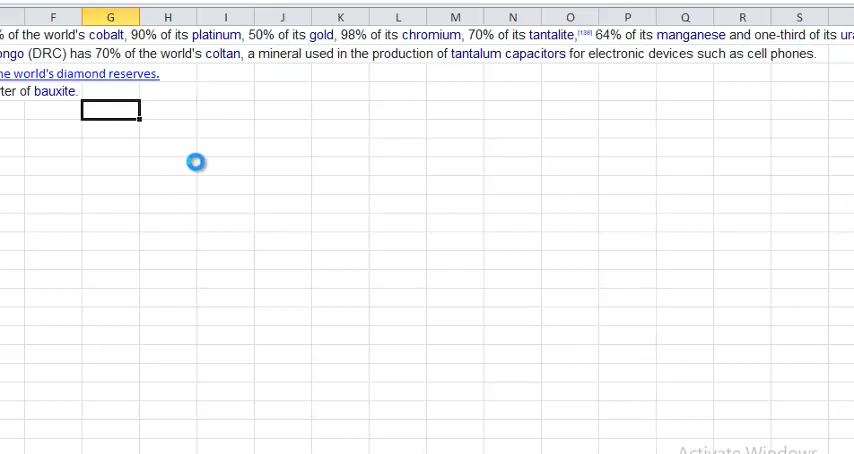 F G H I J K L M N O P Q R S
% of the world's cobalt, 90% of its platinum, 50% of its gold, 98% of its chromium, 70% of its tantalite,[138] 64% of its manganese and one-third of its ura
ongo (DRC) has 70% of the world's coltan, a mineral used in the production of tantalum capacitors for electronic devices such as cell phones.
he world's diamond reserves.
ter of bauxite.
Activate Windows